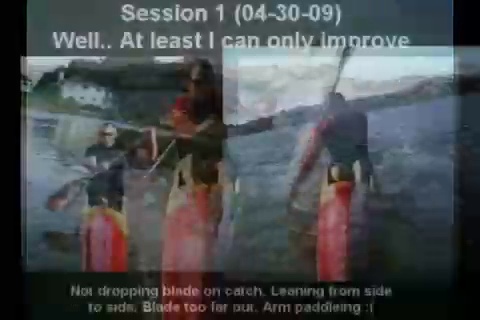 Session 1 (04-30-09)
Well.. At least I can only improve
Not dropping blade on catch. Leaning from side
to side. Blade too far out. Arm paddleing :(